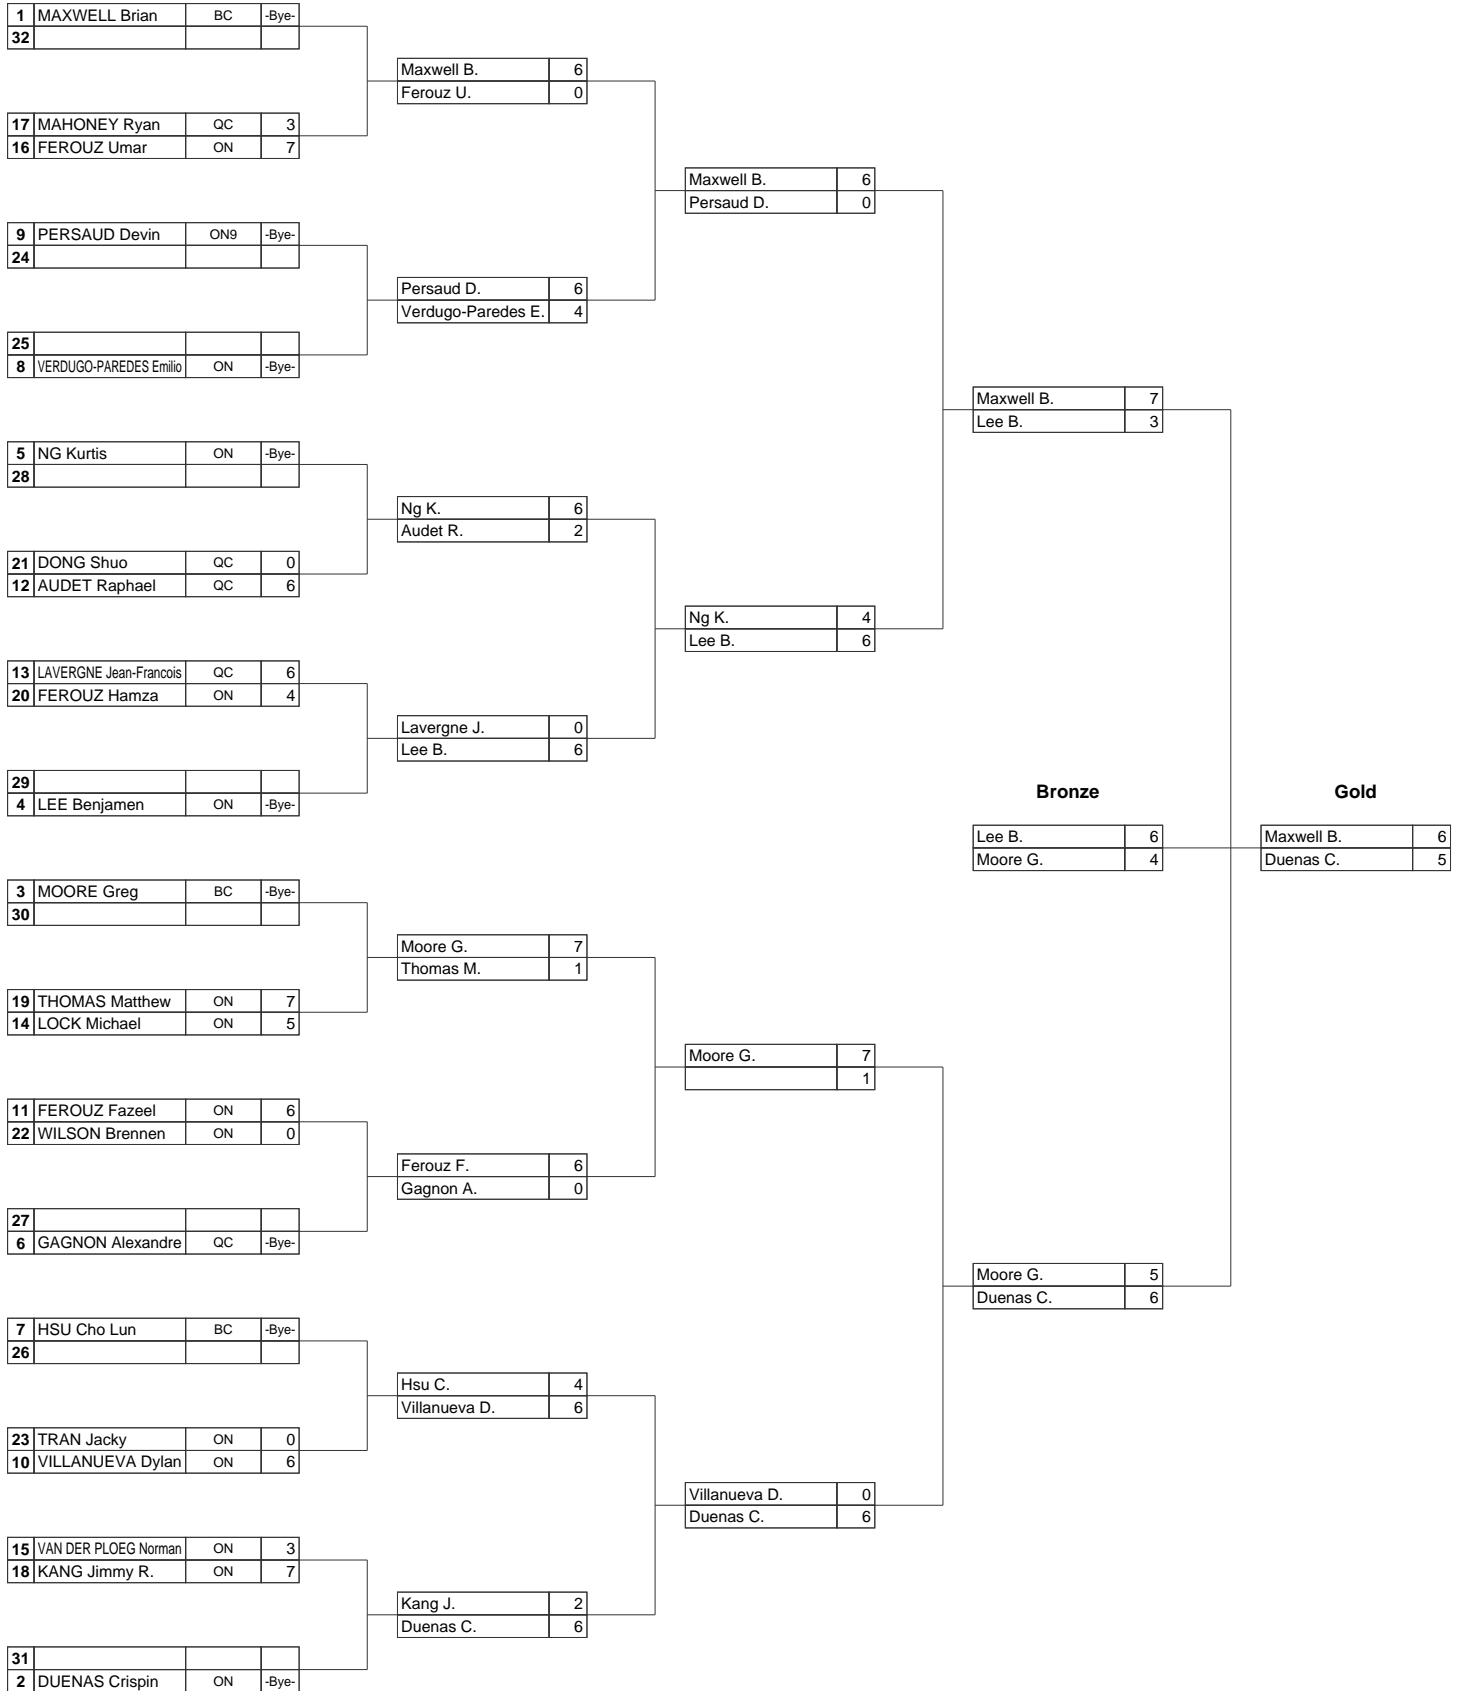 1 MAXWELL Brian BC -Bye-
32
Maxwell B. 6
Ferouz U. 0
17 MAHONEY Ryan QC 3
16 FEROUZ Umar ON 7
Maxwell B. 6
Persaud D. 0
9 PERSAUD Devin ON9 -Bye-
24
Persaud D. 6
Verdugo-Paredes E. 4
25
8 VERDUGO-PAREDES Emilio ON -Bye-
Maxwell B. 7
Lee B. 3
5 NG Kurtis ON -Bye-
28
Ng K. 6
Audet R. 2
21 DONG Shuo QC 0
12 AUDET Raphael QC 6
Ng K. 4
Lee B. 6
13 LAVERGNE Jean-Francois QC 6
20 FEROUZ Hamza ON 4
Lavergne J. 0
Lee B. 6
29
4 LEE Benjamen ON -Bye-
Bronze Gold
Lee B. 6 Maxwell B. 6
Moore G. 4 Duenas C. 5
3 MOORE Greg BC -Bye-
30
Moore G. 7
Thomas M. 1
19 THOMAS Matthew ON 7
14 LOCK Michael ON 5
Moore G. 7
1
11 FEROUZ Fazeel ON 6
22 WILSON Brennen ON 0
Ferouz F. 6
Gagnon A. 0
27
6 GAGNON Alexandre QC -Bye-
Moore G. 5
Duenas C. 6
7 HSU Cho Lun BC -Bye-
26
Hsu C. 4
Villanueva D. 6
23 TRAN Jacky ON 0
10 VILLANUEVA Dylan ON 6
Villanueva D. 0
Duenas C. 6
15 VAN DER PLOEG Norman ON 3
18 KANG Jimmy R. ON 7
Kang J. 2
Duenas C. 6
31
2 DUENAS Crispin ON -Bye-